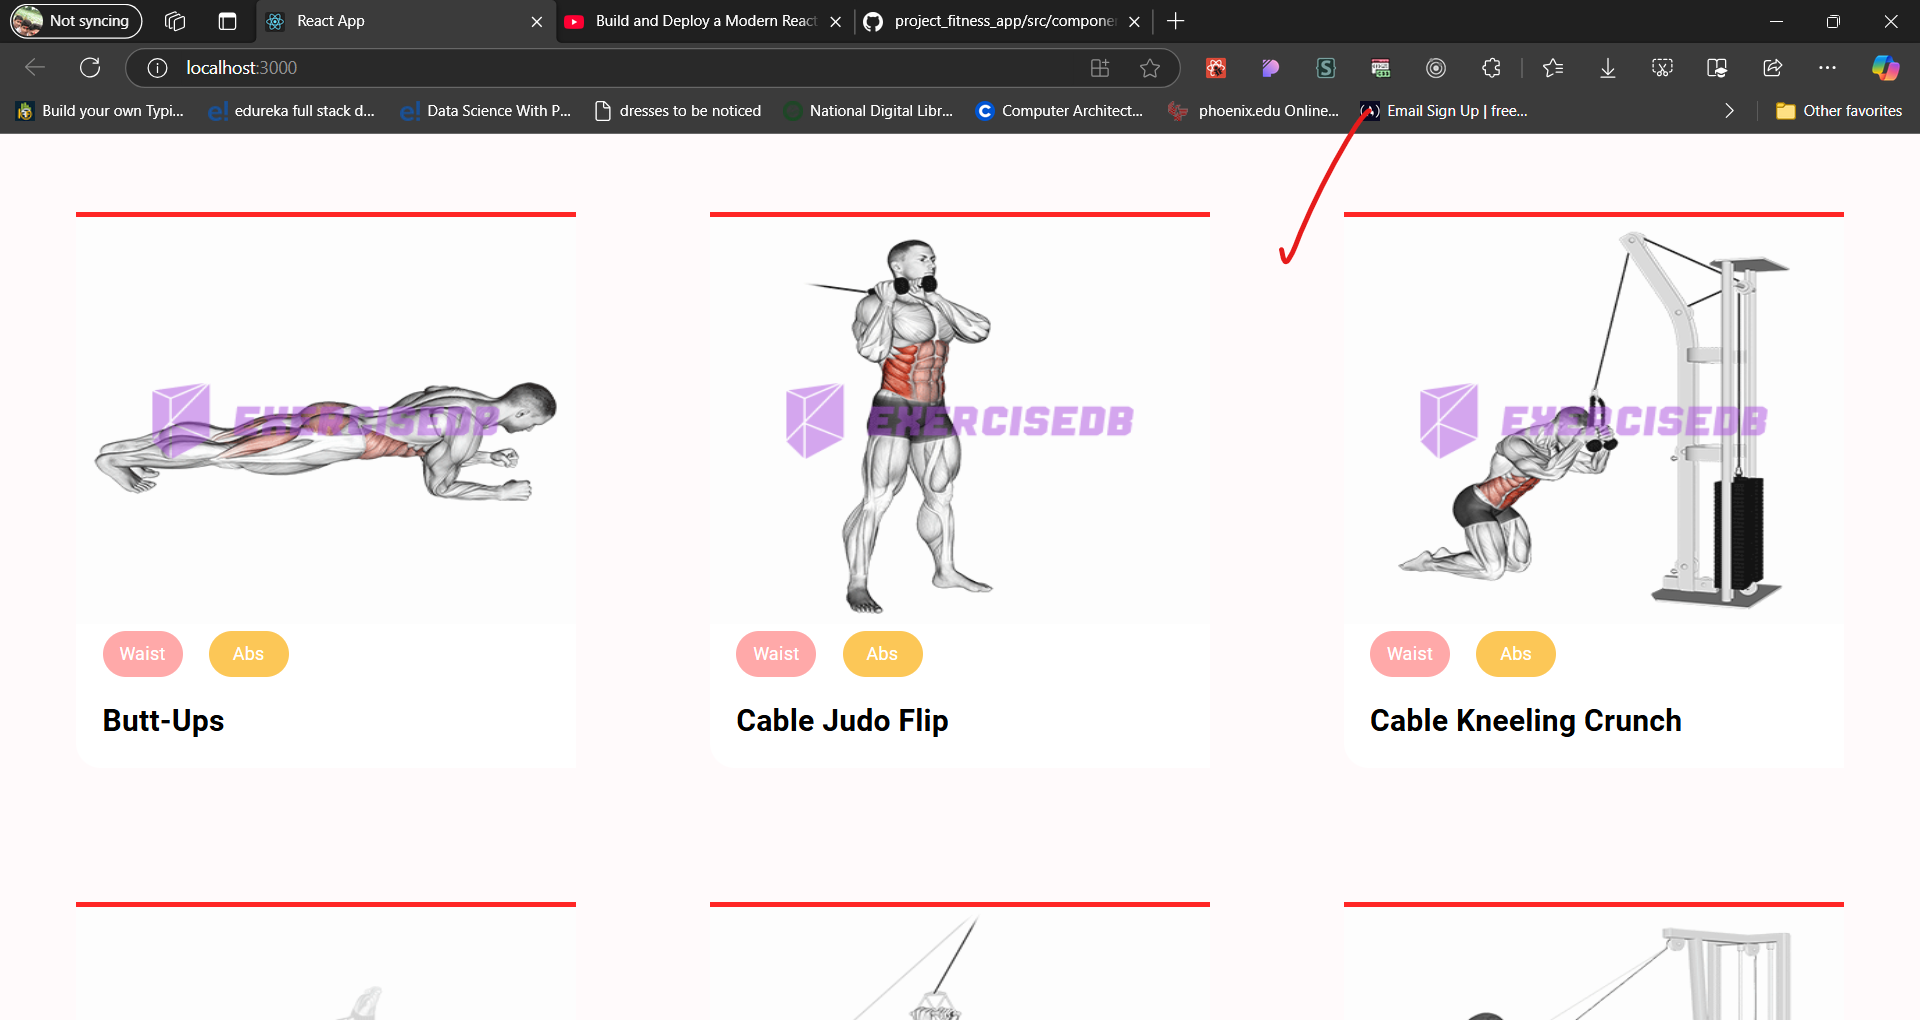 Not syncing
React App
Build and Deploy a Modern React
project_fitness_app/src/compone
localhost:3000
Build your own Typi...
edureka full stack d...
Data Science With P...
dresses to be noticed
National Digital Libr...
Computer Architect...
phoenix.edu Online...
Email Sign Up | free...
Other favorites
EXERCISEDB
EXERCISEDB
EXERCISEDB
Waist Abs
Butt-Ups
Waist Abs
Cable Judo Flip
Waist Abs
Cable Kneeling Crunch